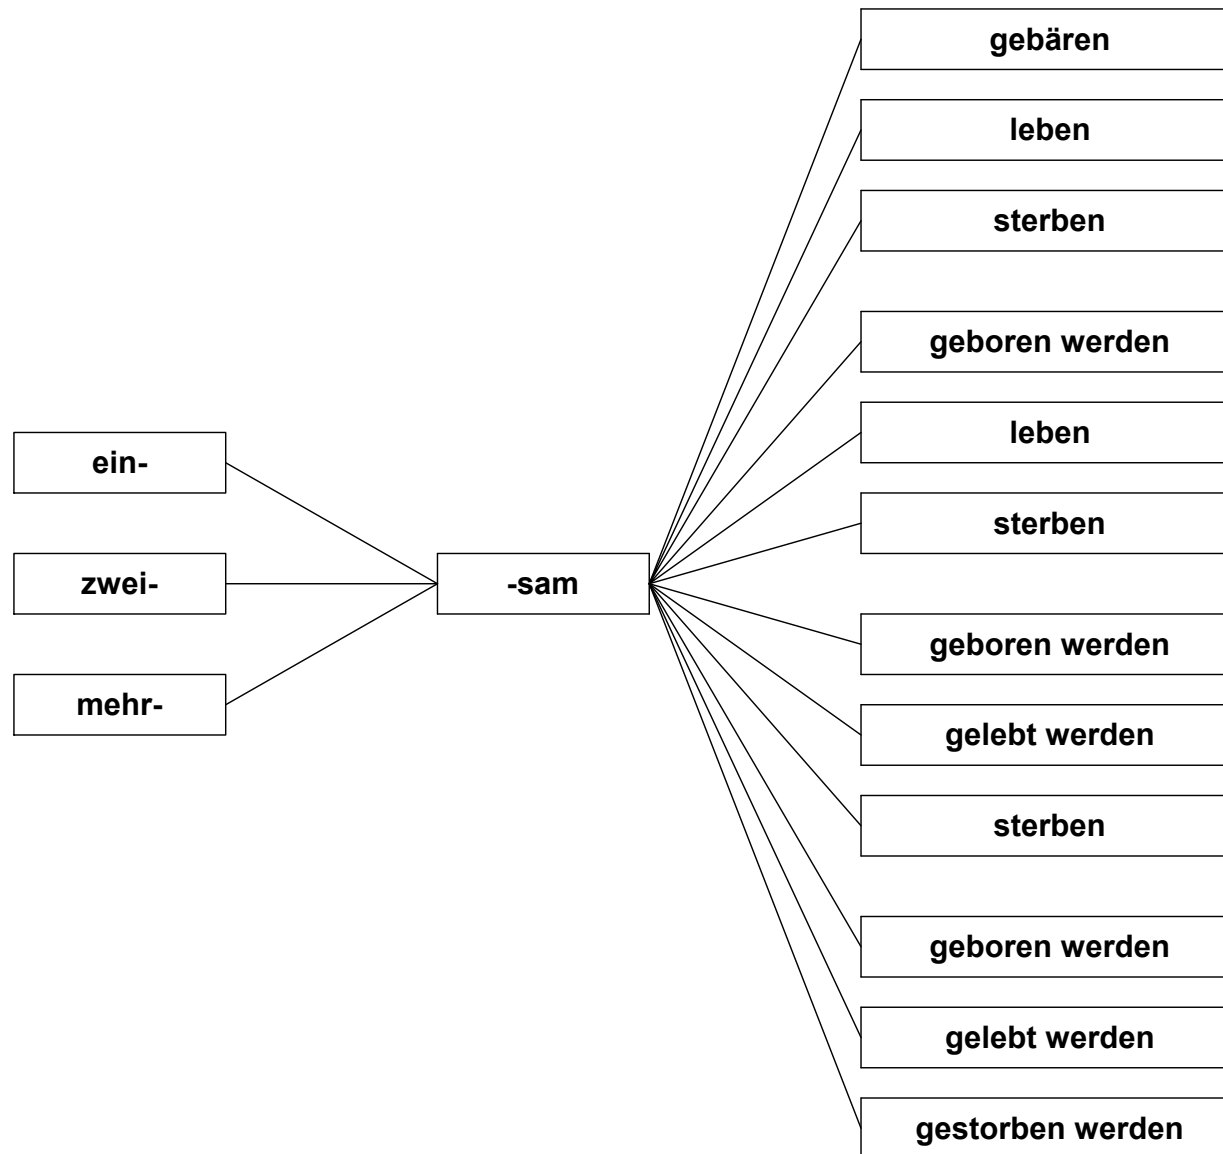 ein-
zwei-
mehr-
-sam
gebären
leben
sterben
geboren werden
leben
sterben
geboren werden
gelebt werden
sterben
geboren werden
gelebt werden
gestorben werden